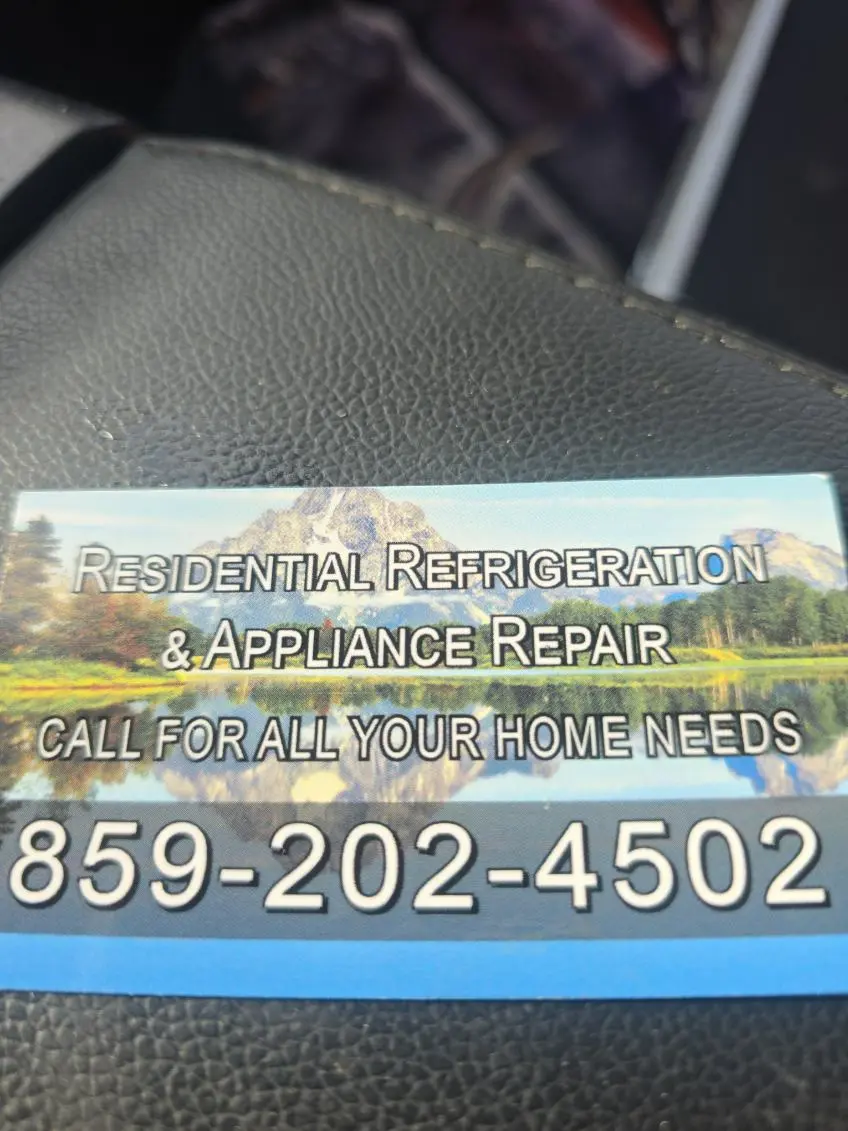 RESIDENTIAL REFRIGERATION
& APPLIANCE REPAIR
CALL FOR ALL YOUR HOME NEEDS
859-202-4502